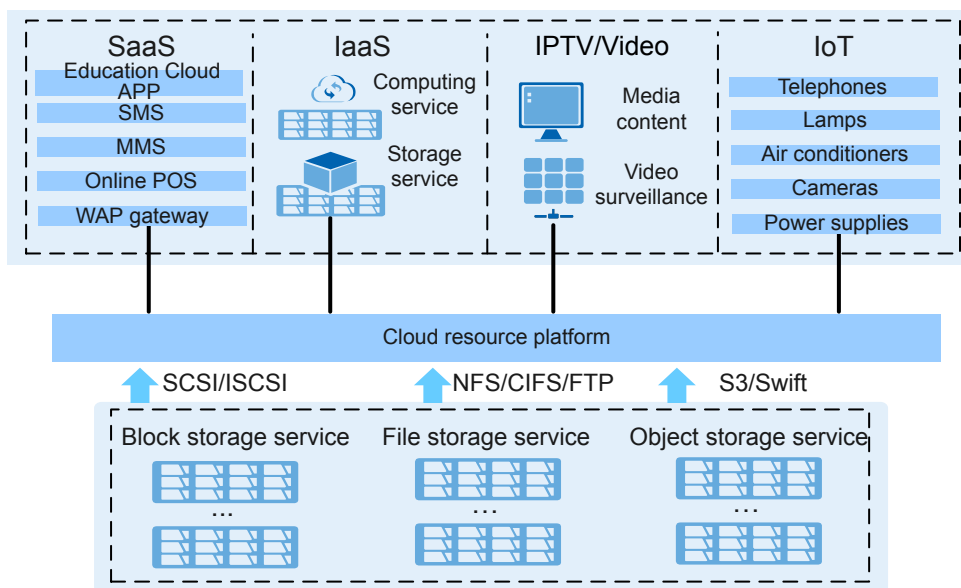 SaaS
Education Cloud
APP
SMS
MMS
Online POS
WAP gateway
IaaS
Computing
service
Storage
service
IPTV/Video
Media
content
Video
surveillance
IoT
Telephones
Lamps
Air conditioners
Cameras
Power supplies
Cloud resource platform
SCSI/ISCSI
NFS/CIFS/FTP
S3/Swift
Block storage service
File storage service
Object storage service
...
...
...